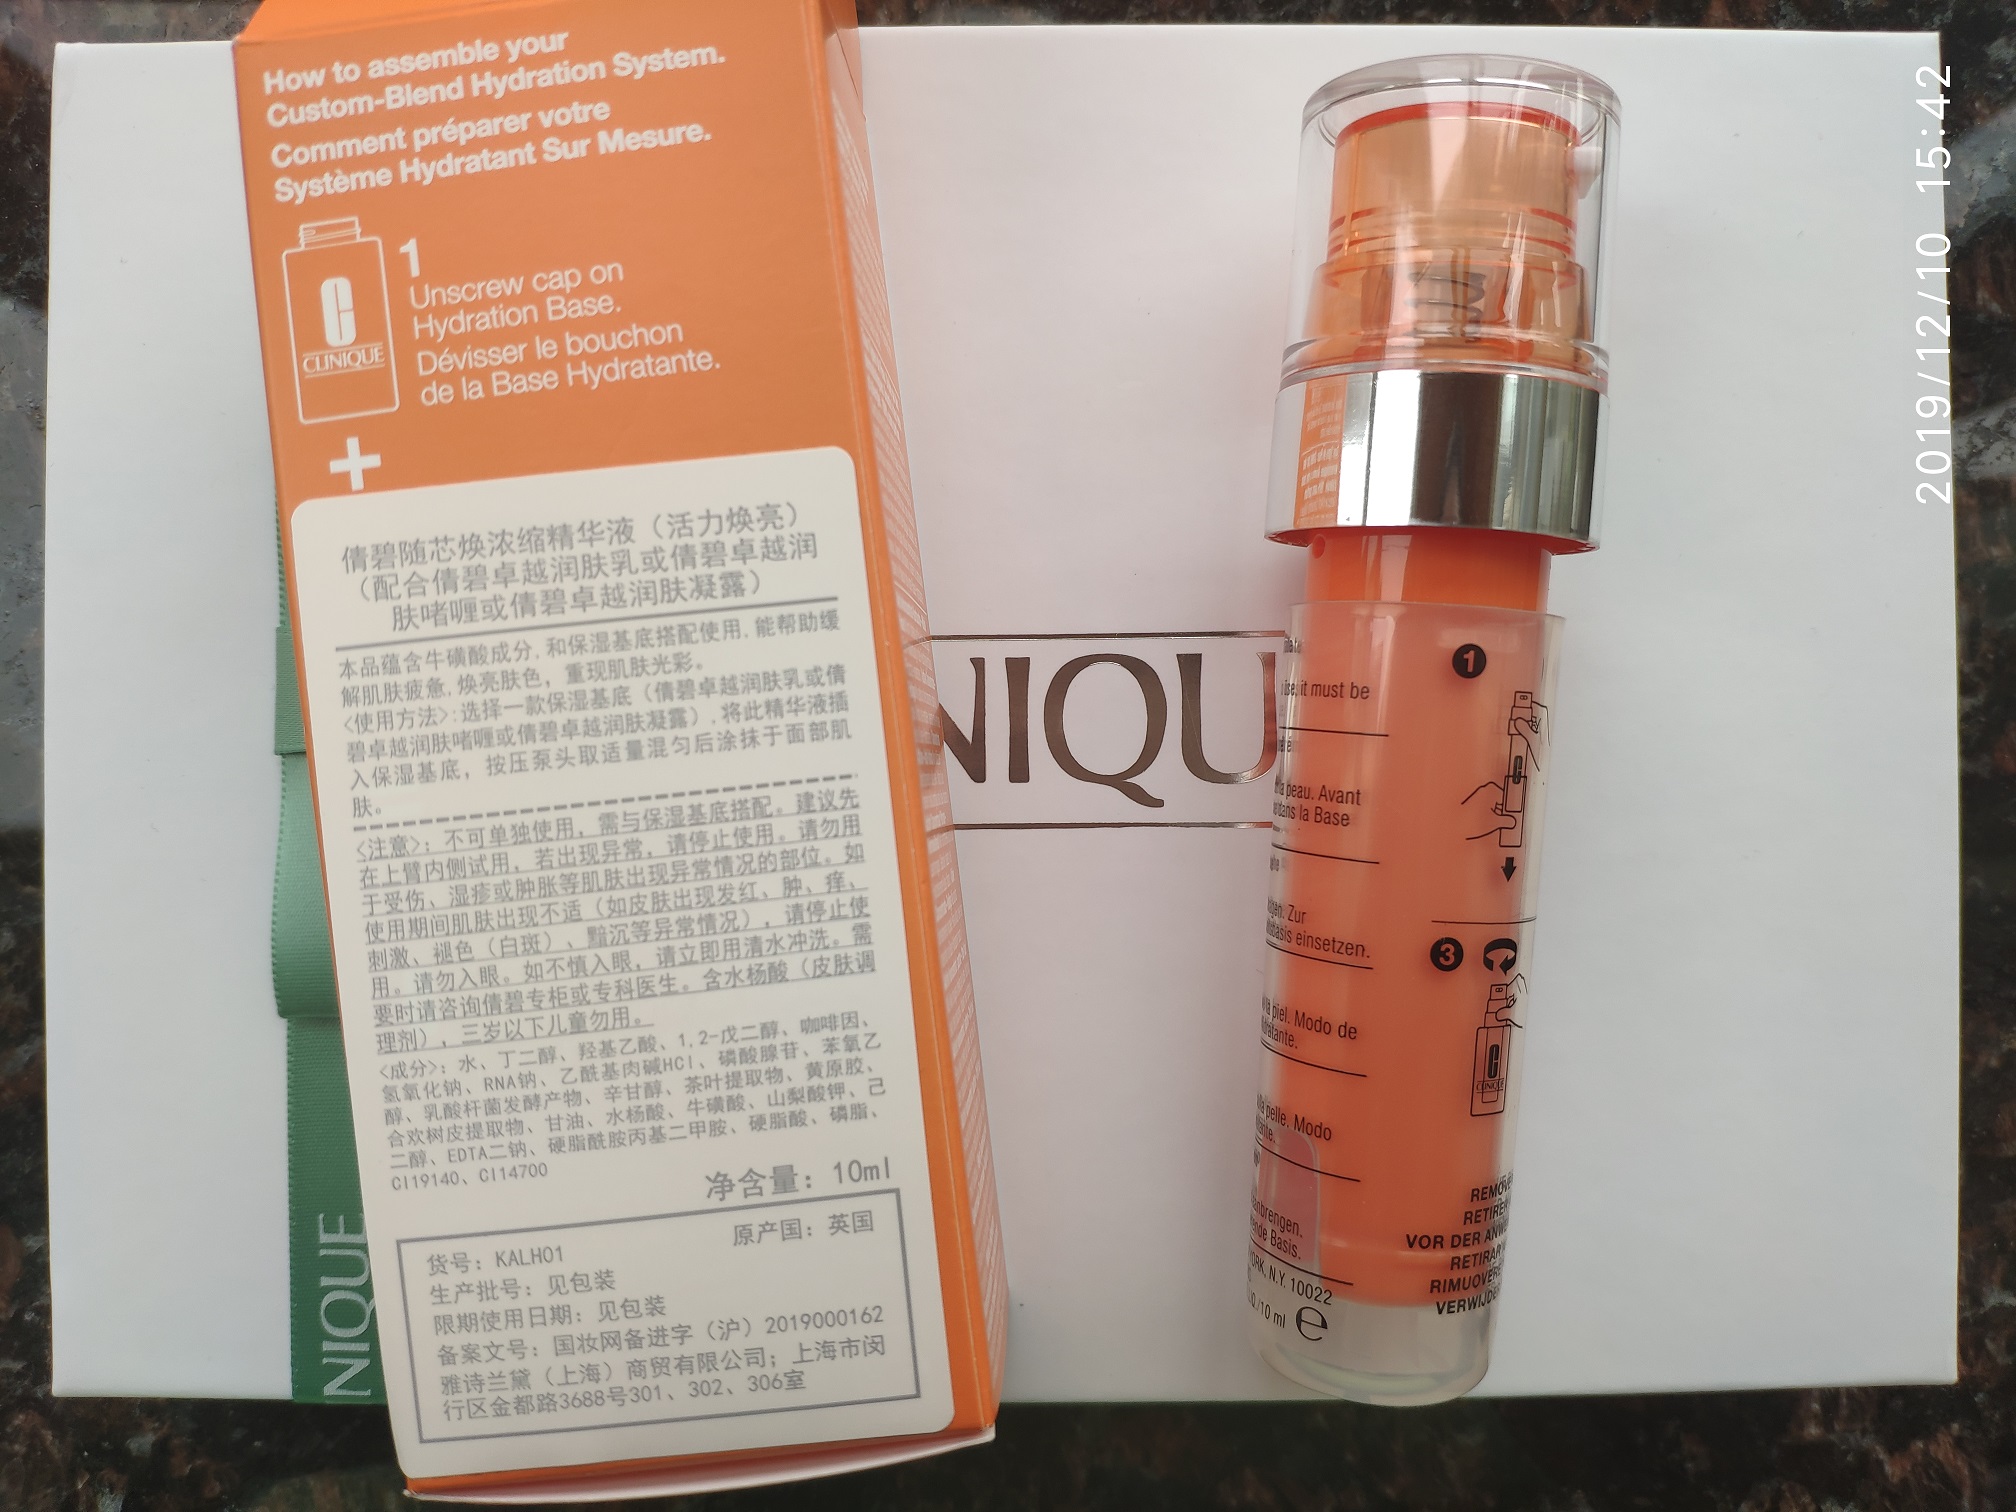 How to assemble your
Custom-Blend Hydration System.
Comment préparer votre
Système Hydratant Sur Mesure.
CLINIQUE
1
Unscrew cap on
Hydration Base.
Dévisser le bouchon
de la Base Hydratante.
+
倩碧随芯焕浓缩精华液（活力焕亮）
（配合倩碧卓越润肤乳或倩碧卓越润
肤啫喱或倩碧卓越润肤凝露）
本品蕴含牛磺酸成分,和保湿基底搭配使用,能帮助缓
解肌肤疲惫,焕亮肤色，重现肌肤光彩。
<使用方法>:选择一款保湿基底（倩碧卓越润肤乳或倩
碧卓越润肤啫喱或倩碧卓越润肤凝露）,将此精华液插
入保湿基底，按压泵头取适量混匀后涂抹于面部肌
肤。
<注意>：不可单独使用，需与保湿基底搭配。建议先
在上臂内侧试用，若出现异常，请停止使用。请勿用
于受伤、湿疹或肿胀等肌肤出现异常情况的部位。如
使用期间肌肤出现不适（如皮肤出现发红、肿、痒、
刺激、褪色（白斑）、黯沉等异常情况），请停止使
用。请勿入眼。如不慎入眼，请立即用清水冲洗。需
要时请咨询倩碧专柜或专科医生。含水杨酸（皮肤调
理剂），三岁以下儿童勿用。
<成分>：水、丁二醇、羟基乙酸、1,2-戊二醇、咖啡因、
氢氧化钠、RNA钠、乙酰基肉碱HCl、磷酸腺苷、苯氧乙
醇、乳酸杆菌发酵产物、辛甘醇、茶叶提取物、黄原胶、
合欢树皮提取物、甘油、水杨酸、牛磺酸、山梨酸钾、己
二醇、EDTA二钠、硬脂酰胺丙基二甲胺、硬脂酸、磷脂、
CI19140、CI14700
净含量：10ml
原产国：英国
货号：KALH01
生产批号：见包装
限期使用日期：见包装
备案文号：国妆网备进字（沪）2019000162
雅诗兰黛（上海）商贸有限公司；上海市闵
行区金都路3688号301、302、306室
NIQUE
NIQU
it must be
peau. Avant
dans la Base
Zur
einsetzen.
piel. Modo de
pelle. Modo
Basis.
N.Y. 10022
10 ml e
1
3
CLINIQUE
VOR DER
2019/12/10 15:42